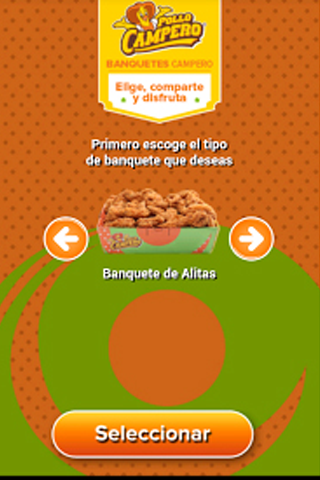 POLLO
CAMPERO
BANQUETES CAMPERO
Elige, comparte
y disfruta
Primero escoge el tipo
de banquete que deseas
CAMPERO
Banquete de Alitas
Seleccionar